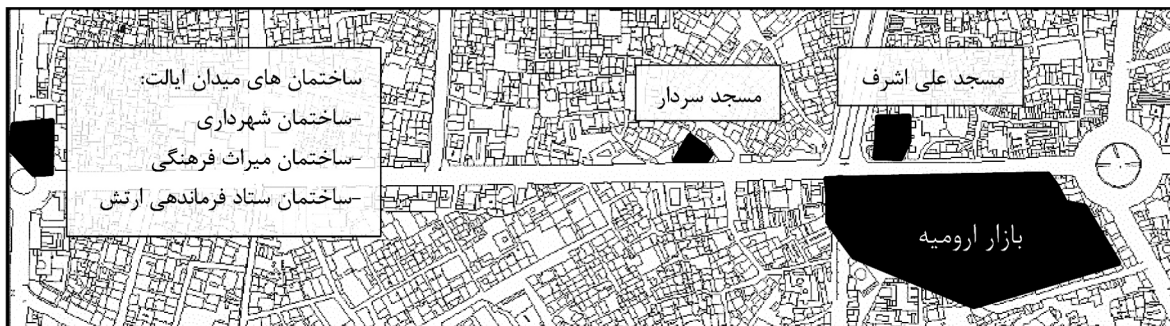 ساختمان های میدان ایالت:
-ساختمان شهرداری
-ساختمان میراث فرهنگی
-ساختمان ستاد فرماندهی ارتش
مسجد سردار
مسجد علی اشرف
بازار ارومیه